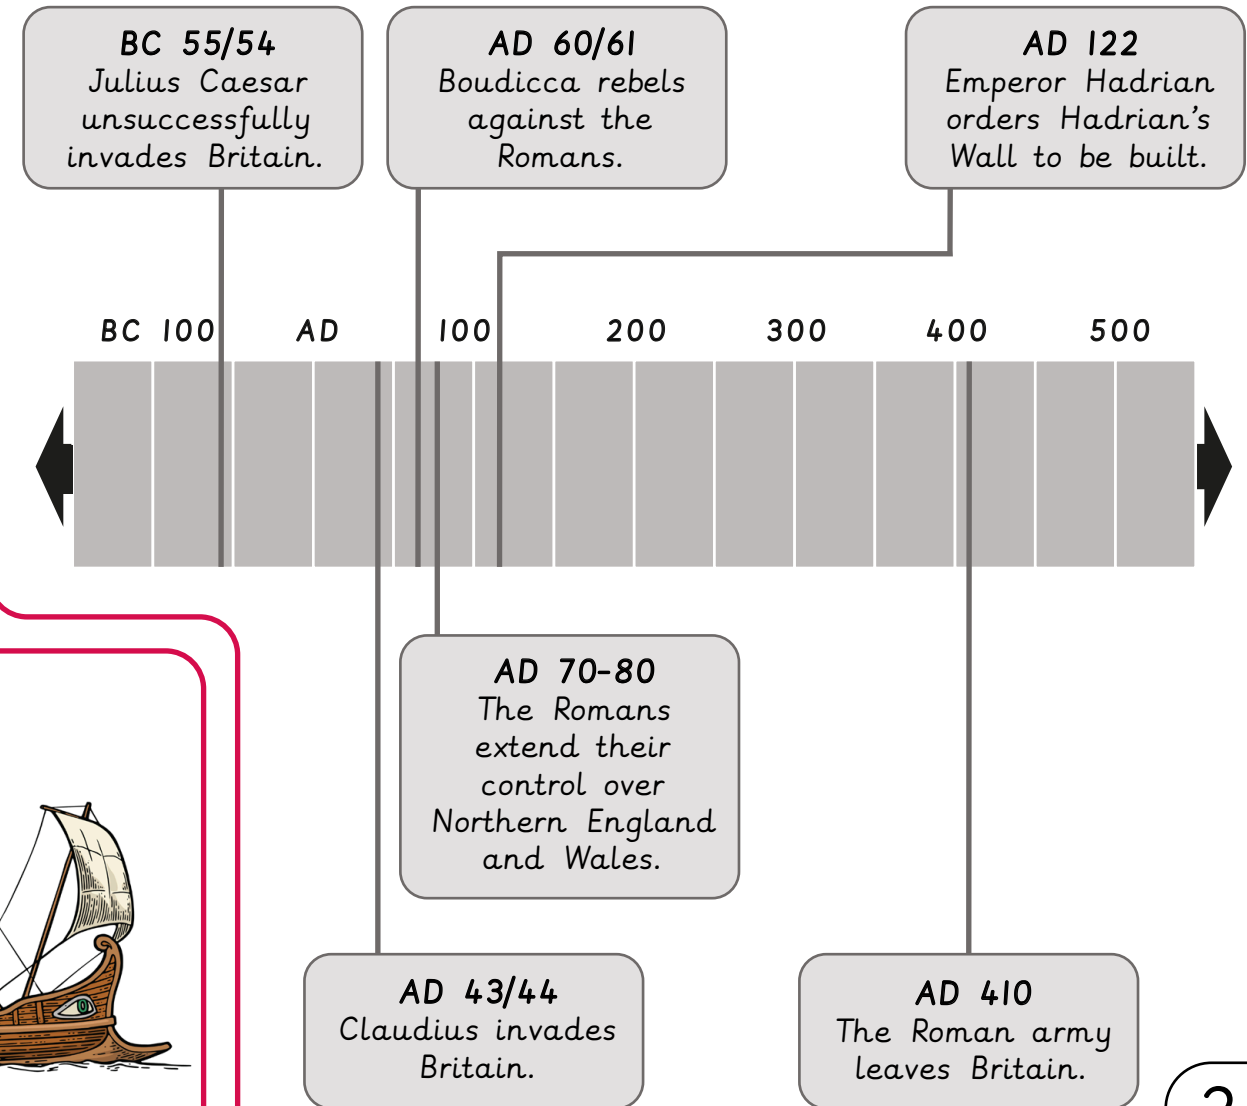 BC 55/54
Julius Caesar
unsuccessfully
invades Britain.
AD 60/61
Boudicca rebels
against the
Romans.
AD 122
Emperor Hadrian
orders Hadrian's
Wall to be built.
BC 100 AD 100 200 300 400 500
AD 70-80
The Romans
extend their
control over
Northern England
and Wales.
AD 43/44
Claudius invades
Britain.
AD 410
The Roman army
leaves Britain.